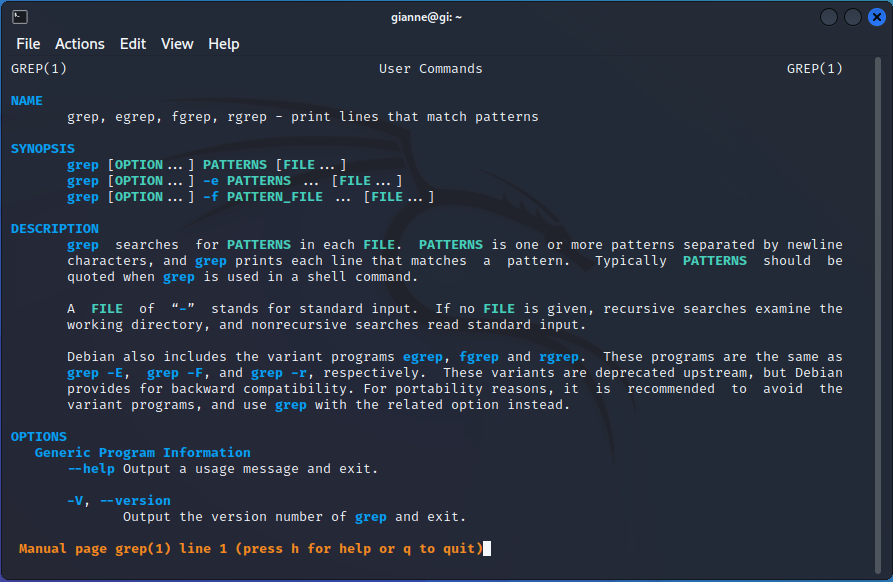 gianne@gi: ~
File Actions Edit View Help
GREP(1) User Commands GREP(1)
NAME
grep, egrep, fgrep, rgrep - print lines that match patterns
SYNOPSIS
grep [OPTION...] PATTERNS [FILE...]
grep [OPTION...] -e PATTERNS ... [FILE...]
grep [OPTION...] -f PATTERN_FILE ... [FILE...]
DESCRIPTION
grep searches for PATTERNS in each FILE. PATTERNS is one or more patterns separated by newline
characters, and grep prints each line that matches a pattern. Typically PATTERNS should be
quoted when grep is used in a shell command.
A FILE of “-” stands for standard input. If no FILE is given, recursive searches examine the
working directory, and nonrecursive searches read standard input.
Debian also includes the variant programs egrep, fgrep and rgrep. These programs are the same as
grep -E, grep -F, and grep -r, respectively. These variants are deprecated upstream, but Debian
provides for backward compatibility. For portability reasons, it is recommended to avoid the
variant programs, and use grep with the related option instead.
OPTIONS
Generic Program Information
--help Output a usage message and exit.
-V, --version
Output the version number of grep and exit.
Manual page grep(1) line 1 (press h for help or q to quit)